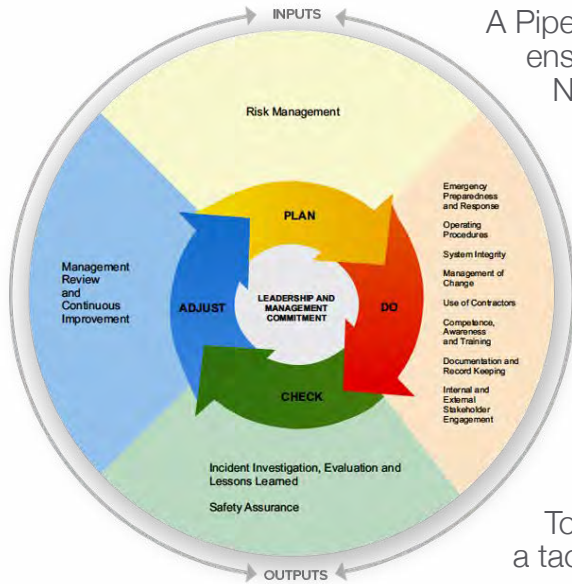 INPUTS
A Pipe
ens
N
Risk Management
PLAN
Emergency
Preparedness
and Response
Operating
Procedures
System Integrity
Management of
Change
Use of Contractors
Competence,
Awareness
and Training
Documentation and
Record Keeping
Internal and
External
Stakeholder
Engagement
DO
Management
Review
and
Continuous
Improvement
ADJUST
LEADERSHIP AND
MANAGEMENT
COMMITMENT
CHECK
Incident Investigation, Evaluation and
Lessons Learned
Safety Assurance
To
a tac
OUTPUTS